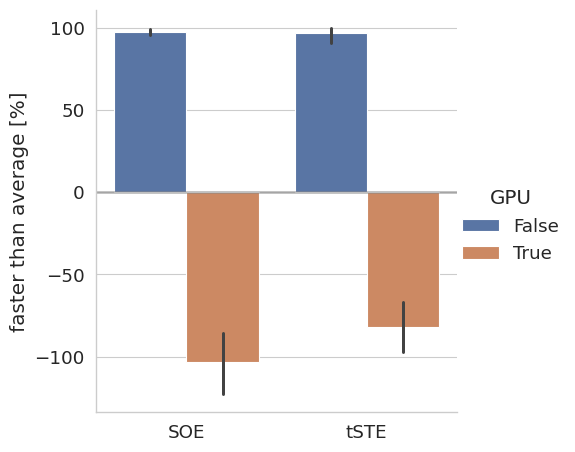 faster than average [%]
100
50
0
−50
−100
SOE
tSTE
GPU
False
True